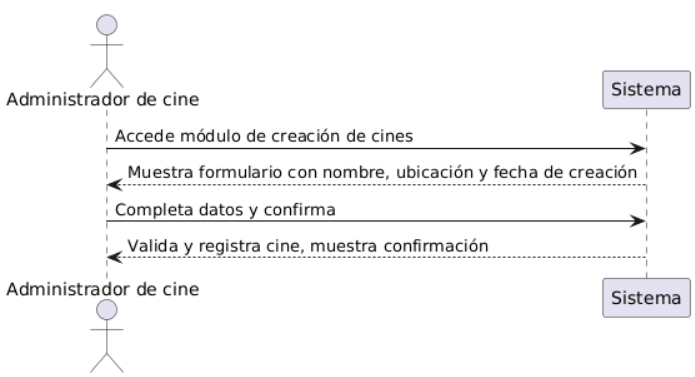 Administrador de cine
Sistema
Accede módulo de creación de cines
Muestra formulario con nombre, ubicación y fecha de creación
Completa datos y confirma
Valida y registra cine, muestra confirmación
Administrador de cine
Sistema